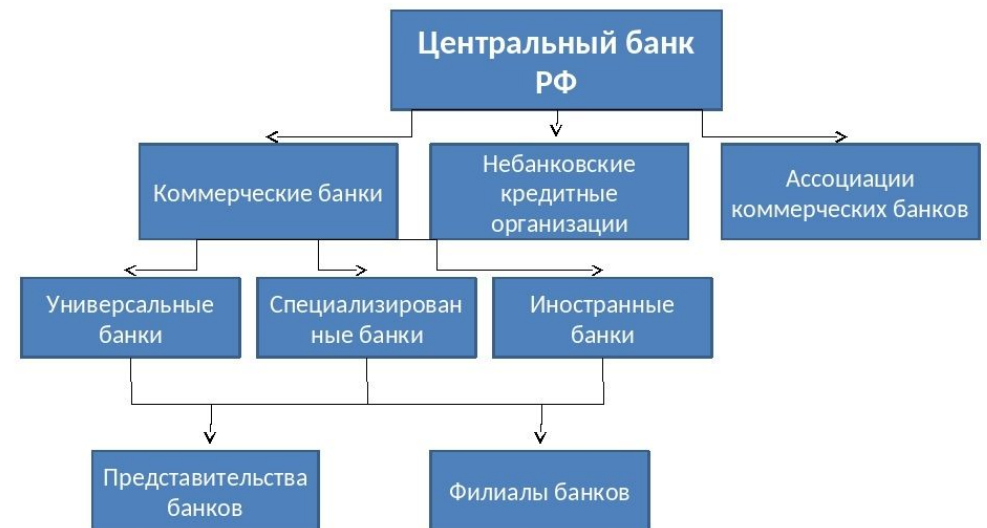 Центральный банк
РФ
Коммерческие банки
Небанковские
кредитные
организации
Ассоциации
коммерческих банков
Универсальные
банки
Специализирован
ные банки
Иностранные
банки
Представительства
банков
Филиалы банков